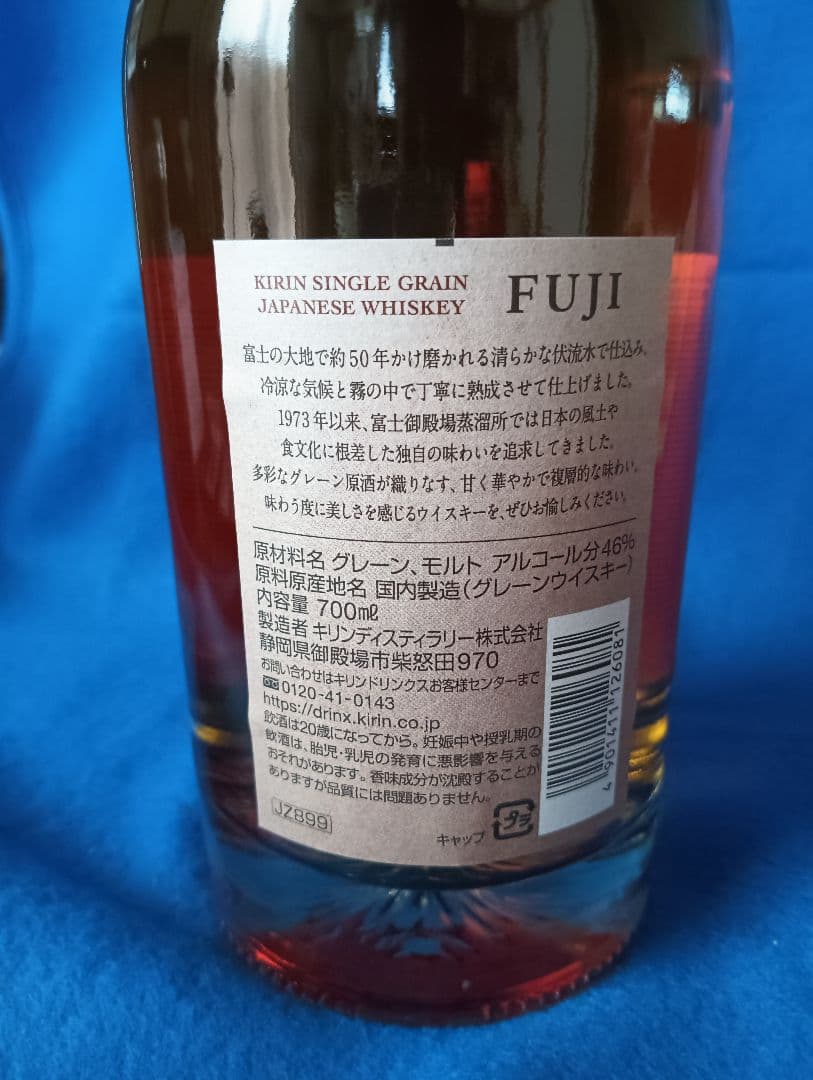 KIRIN SINGLE GRAIN
JAPANESE WHISKEY
FUJI
富士の大地で約50年かけ磨かれる清らかな伏流水で仕込み、
冷涼な気候と霧の中で丁寧に熟成させて仕上げました。
1973年以来、富士御殿場蒸溜所では日本の風土や
食文化に根差した独自の味わいを追求してきました。
多彩なグレーン原酒が織りなす、甘く華やかで複層的な味わい。
味わう度に美しさを感じるウイスキーを、ぜひお愉しみください。
原材料名 グレーン、モルト アルコール分46%
原料原産地名 国内製造（グレーンウイスキー）
内容量 700mℓ
製造者 キリンディスティラリー株式会社
静岡県御殿場市柴怒田970
お問い合わせはキリンドリンクスお客様センターまで
0120-41-0143
https://drinx.kirin.co.jp
飲酒は20歳になってから。妊娠中や授乳期の
飲酒は、胎児・乳児の発育に悪影響を与える
おそれがあります。香味成分が沈殿することが
ありますが品質には問題ありません。
JZ899
キャップ
プラ
4 901411 126081